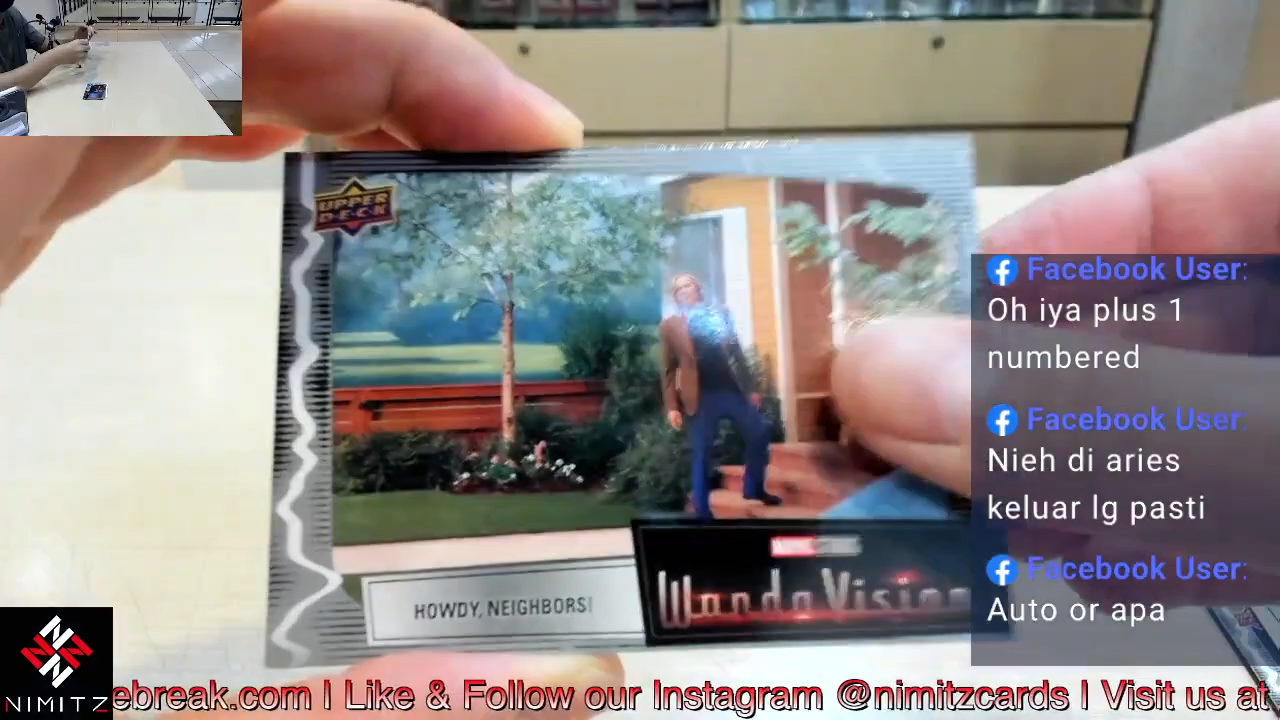 UPPER
D·E·C·K
HOWDY, NEIGHBORS!
MARVEL STUDIOS
WandaVision
Facebook User:
Oh iya plus 1
numbered
Facebook User:
Nieh di aries
keluar lg pasti
Facebook User:
Auto or apa
NIMITZ
ebreak.com I Like & Follow our Instagram @nimitzcards I Visit us at